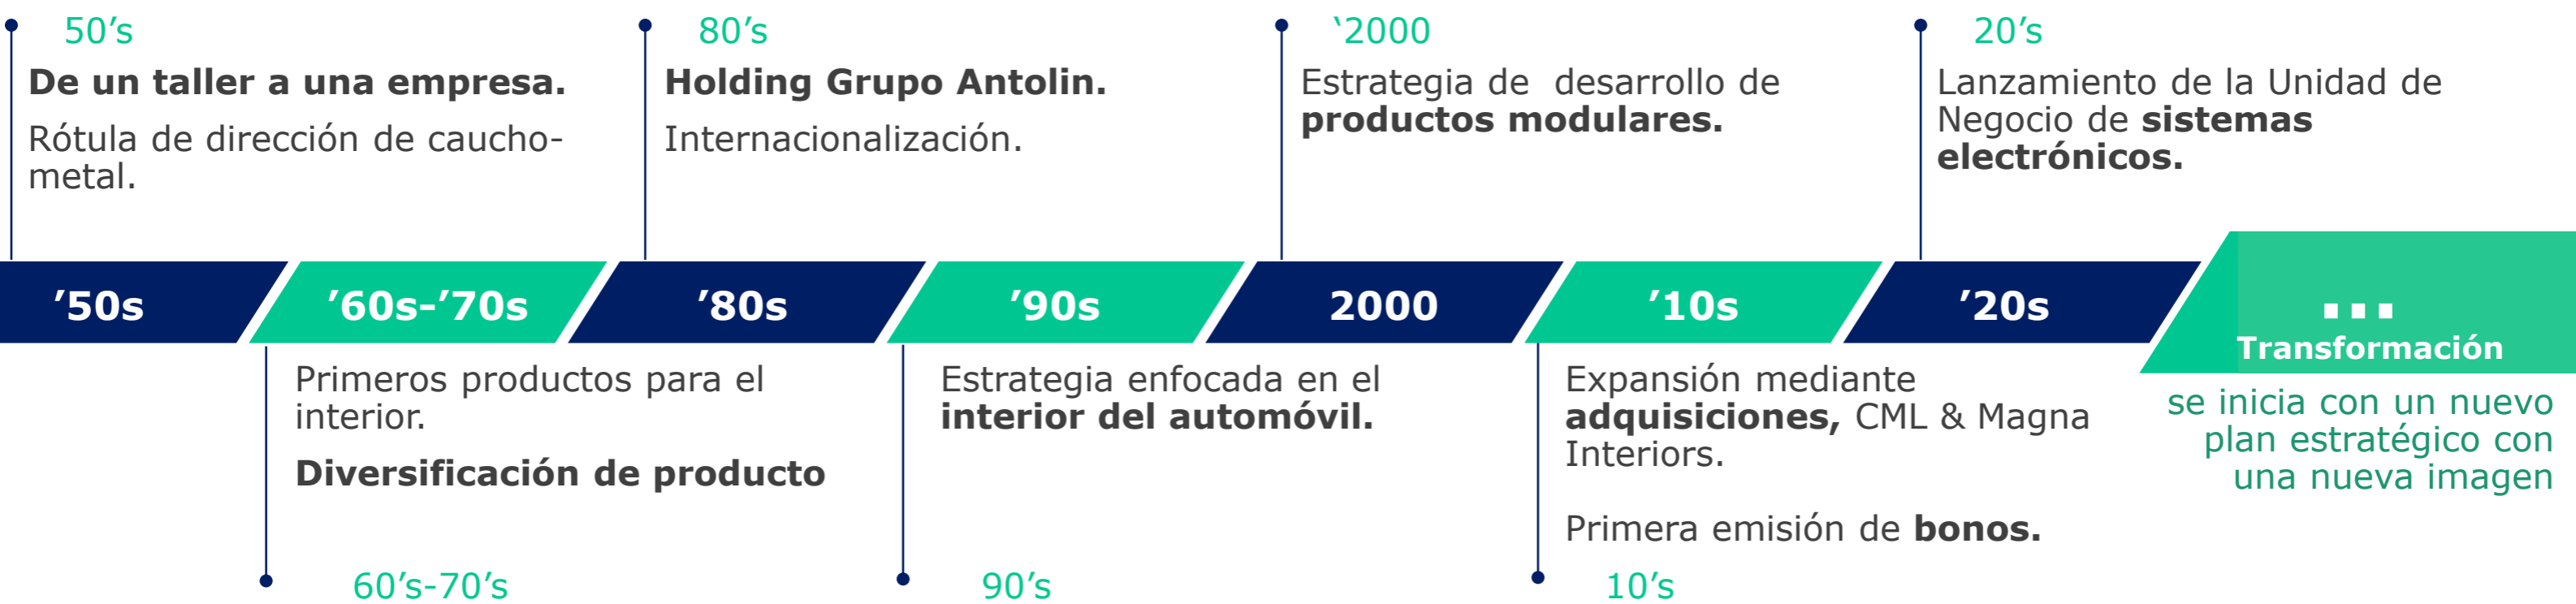 50’s
De un taller a una empresa.
Rótula de dirección de caucho-
metal.
80’s
Holding Grupo Antolin.
Internacionalización.
‘2000
Estrategia de desarrollo de
productos modulares.
20’s
Lanzamiento de la Unidad de
Negocio de sistemas
electrónicos.
’50s
’60s-’70s
’80s
’90s
2000
’10s
’20s
...
Transformación
Primeros productos para el
interior.
Diversificación de producto
60’s-70’s
Estrategia enfocada en el
interior del automóvil.
90’s
Expansión mediante
adquisiciones, CML & Magna
Interiors.
Primera emisión de bonos.
10’s
se inicia con un nuevo
plan estratégico con
una nueva imagen